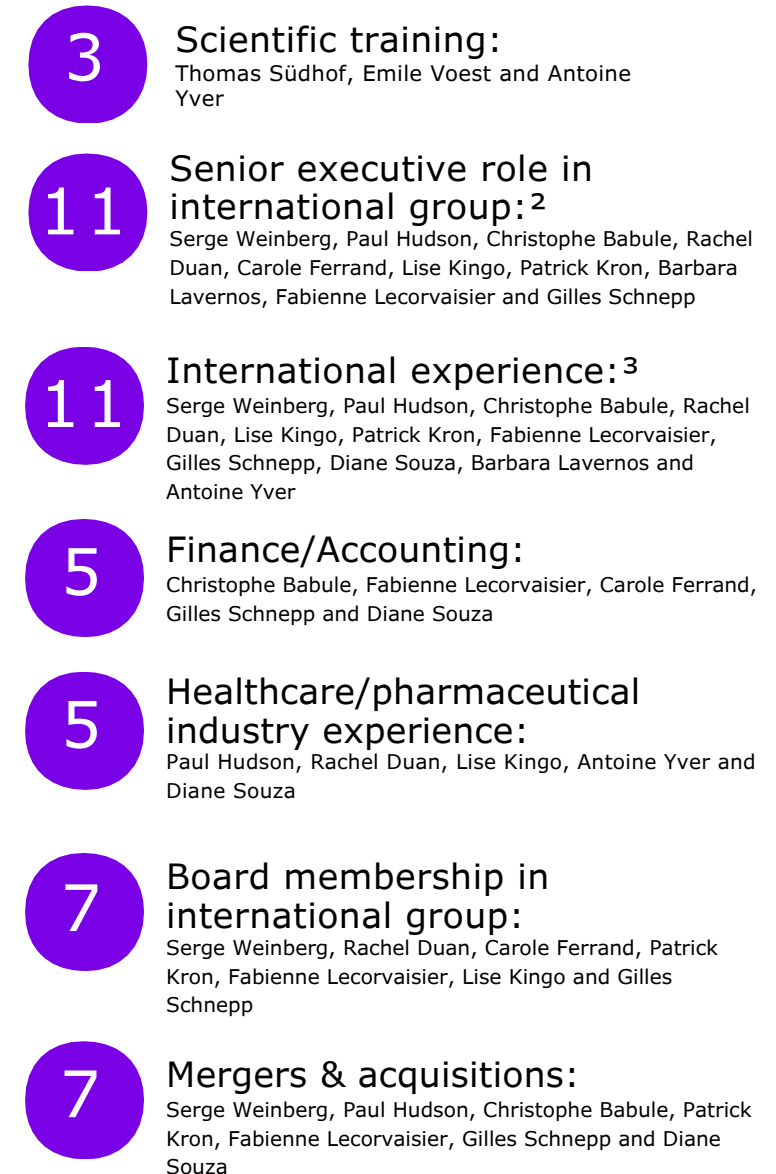 3
Scientific training:
Thomas Südhof, Emile Voest and Antoine
Yver
11
Senior executive role in
international group:²
Serge Weinberg, Paul Hudson, Christophe Babule, Rachel
Duan, Carole Ferrand, Lise Kingo, Patrick Kron, Barbara
Lavernos, Fabienne Lecorvaisier and Gilles Schnepp
11
International experience:³
Serge Weinberg, Paul Hudson, Christophe Babule, Rachel
Duan, Lise Kingo, Patrick Kron, Fabienne Lecorvaisier,
Gilles Schnepp, Diane Souza, Barbara Lavernos and
Antoine Yver
5
Finance/Accounting:
Christophe Babule, Fabienne Lecorvaisier, Carole Ferrand,
Gilles Schnepp and Diane Souza
5
Healthcare/pharmaceutical
industry experience:
Paul Hudson, Rachel Duan, Lise Kingo, Antoine Yver and
Diane Souza
7
Board membership in
international group:
Serge Weinberg, Rachel Duan, Carole Ferrand, Patrick
Kron, Fabienne Lecorvaisier, Lise Kingo and Gilles
Schnepp
7
Mergers & acquisitions:
Serge Weinberg, Paul Hudson, Christophe Babule, Patrick
Kron, Fabienne Lecorvaisier, Gilles Schnepp and Diane
Souza